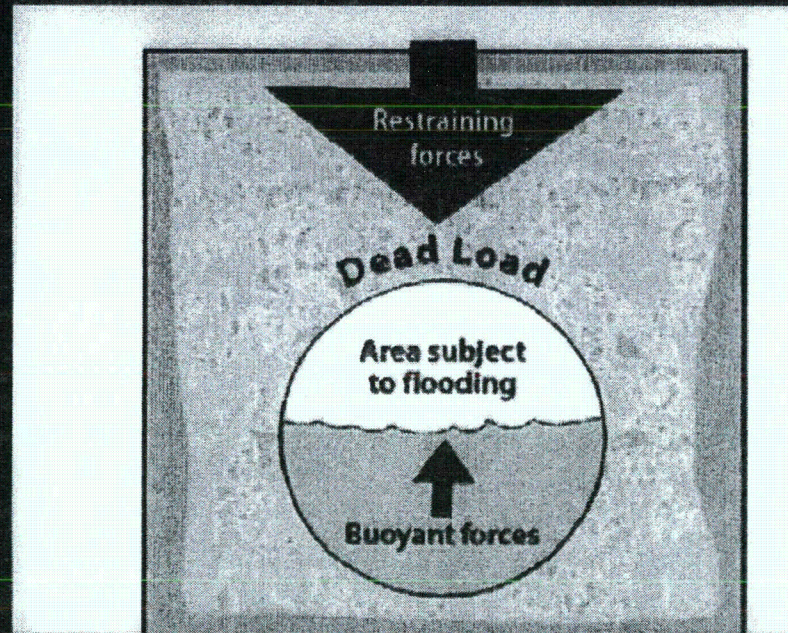 Restraining
forces
Dead Load
Area subject
to flooding
Buoyant forces